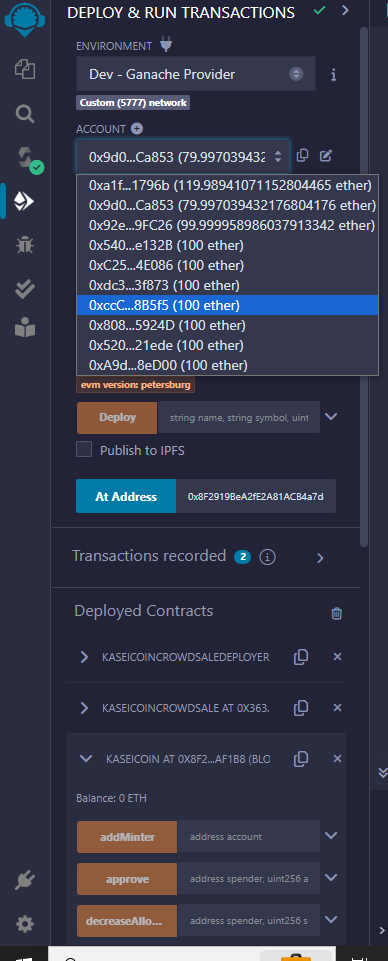 DEPLOY & RUN TRANSACTIONS
ENVIRONMENT
Dev - Ganache Provider
i
Custom (5777) network
ACCOUNT
0x9d0...Ca853 (79.997039432
0xa1f...1796b (119.98941071152804465 ether)
0x9d0...Ca853 (79.997039432176804176 ether)
0x92e...9FC26 (99.999958986037913342 ether)
0x540...e132B (100 ether)
0xC25...4E086 (100 ether)
0xdc3...3f873 (100 ether)
0xccC...8B5f5 (100 ether)
0x808...5924D (100 ether)
0x520...21ede (100 ether)
0xA9d...8eD00 (100 ether)
evm version: petersburg
Deploy string name, string symbol, uint
Publish to IPFS
At Address 0x8F2919BeA2fE2A81ACB4a7d
Transactions recorded 2 i
Deployed Contracts
KASEICOINCROWDSALEDEPLOYER
KASEICOINCROWDSALE AT 0X363.
KASEICOIN AT 0X8F2...AF1B8 (BLO
Balance: 0 ETH
addMinter address account
approve address spender, uint256 a
decreaseAllo... address spender, uint256 s